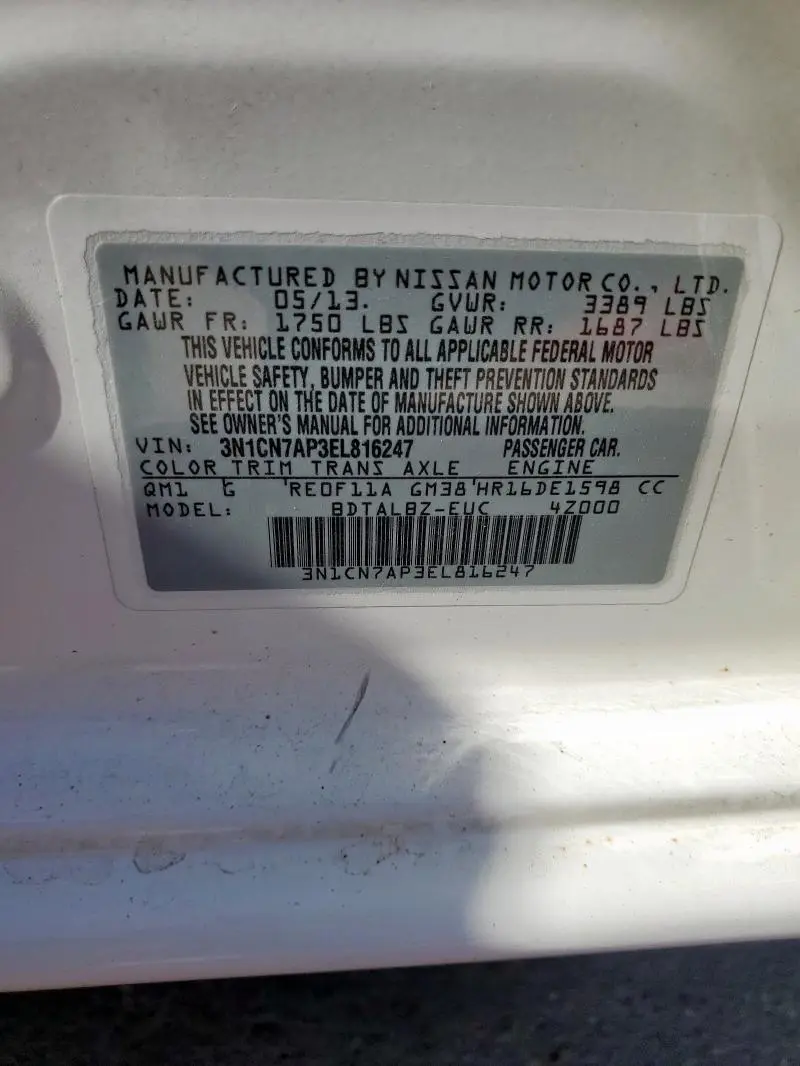 MANUFACTURED BY NISSAN MOTOR CO., LTD.
DATE: 05/13. GVWR: 3389 LBS
GAWR FR: 1750 LBS GAWR RR: 1687 LBS
THIS VEHICLE CONFORMS TO ALL APPLICABLE FEDERAL MOTOR
VEHICLE SAFETY, BUMPER AND THEFT PREVENTION STANDARDS
IN EFFECT ON THE DATE OF MANUFACTURE SHOWN ABOVE.
SEE OWNER'S MANUAL FOR ADDITIONAL INFORMATION.
VIN: 3N1CN7AP3EL816247 PASSENGER CAR.
COLOR TRIM TRANS AXLE ENGINE
QM1 G RE0F11A GM38 HR16DE1598 CC
MODEL: BDTALBZ-EUC 4Z000
3N1CN7AP3EL816247